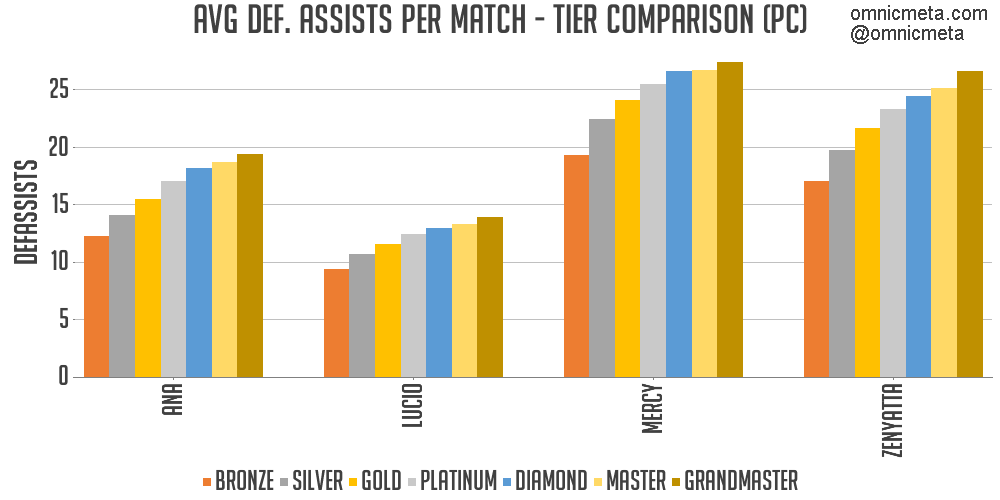 AVG DEF. ASSISTS PER MATCH - TIER COMPARISON (PC)
omnicmeta.com
@omnicmeta
DEFASSISTS
25
20
15
10
5
0
ANA
LUCIO
MERCY
ZENYATTA
BRONZE SILVER GOLD PLATINUM DIAMOND MASTER GRANDMASTER